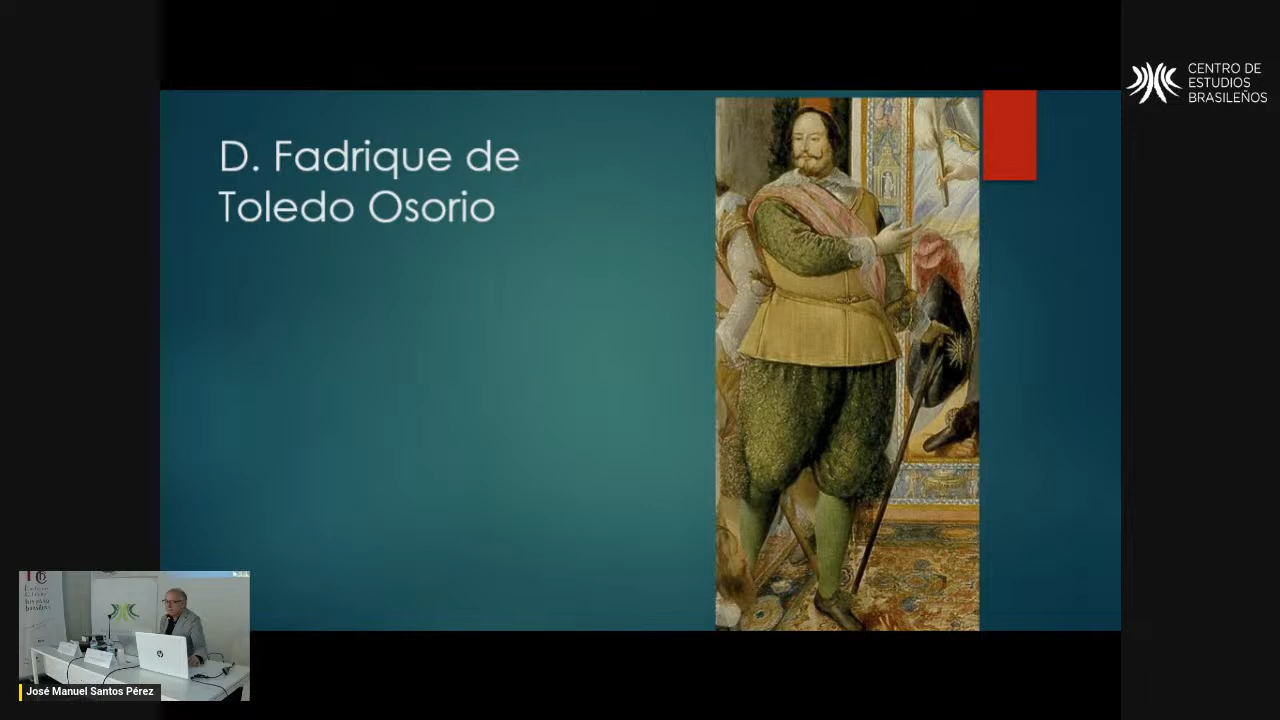 CENTRO DE
ESTUDIOS
BRASILEÑOS
D. Fadrique de
Toledo Osorio
José Manuel Santos Pérez